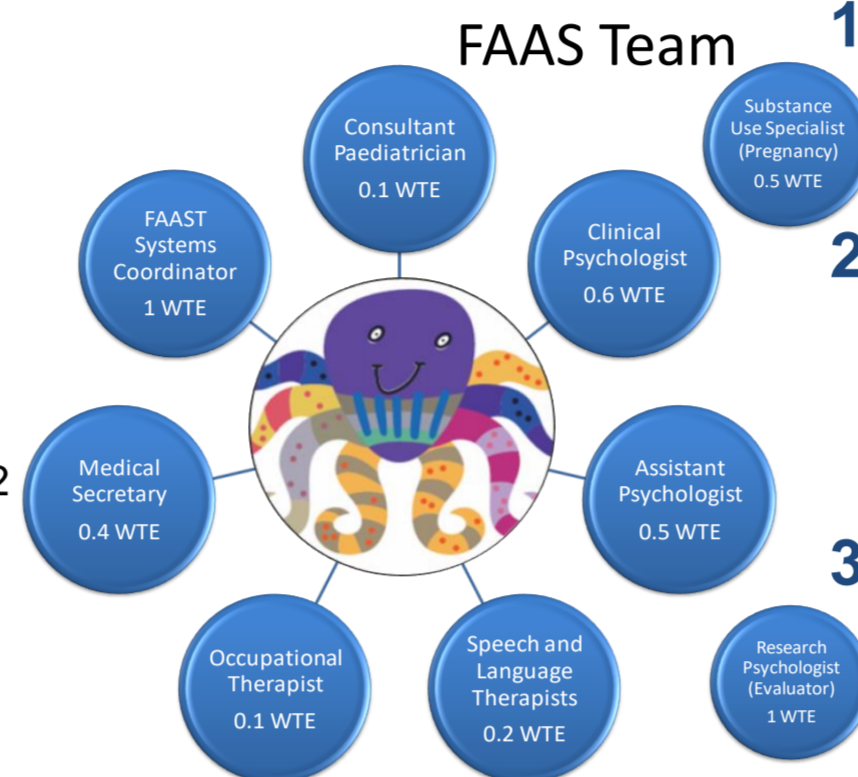 FAAS Team
1
Consultant
Paediatrician
0.1 WTE
Substance
Use Specialist
(Pregnancy)
0.5 WTE
FAAST
Systems
Coordinator
1 WTE
Clinical
Psychologist
0.6 WTE
2
2
Medical
Secretary
0.4 WTE
Assistant
Psychologist
0.5 WTE
3
Occupational
Therapist
0.1 WTE
Speech and
Language
Therapists
0.2 WTE
Research
Psychologist
(Evaluator)
1 WTE